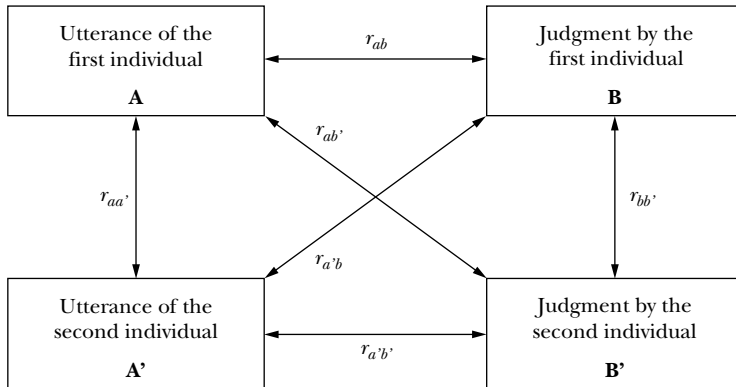 Utterance of the
first individual
A
r_ab
Judgment by the
first individual
B
r_ab'
r_aa'
r_bb'
r_a'b
Utterance of the
second individual
A'
r_a'b'
Judgment by the
second individual
B'